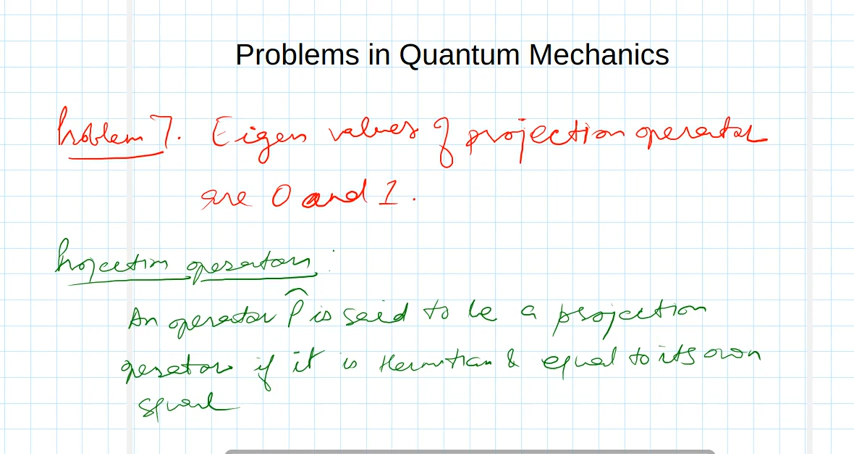 Problems in Quantum Mechanics
Problem 7. Eigen values of projection operator
are 0 and 1.
Projection operators:
An operator P̂ is said to be a projection
operator if it is Hermitian & equal to its own
square